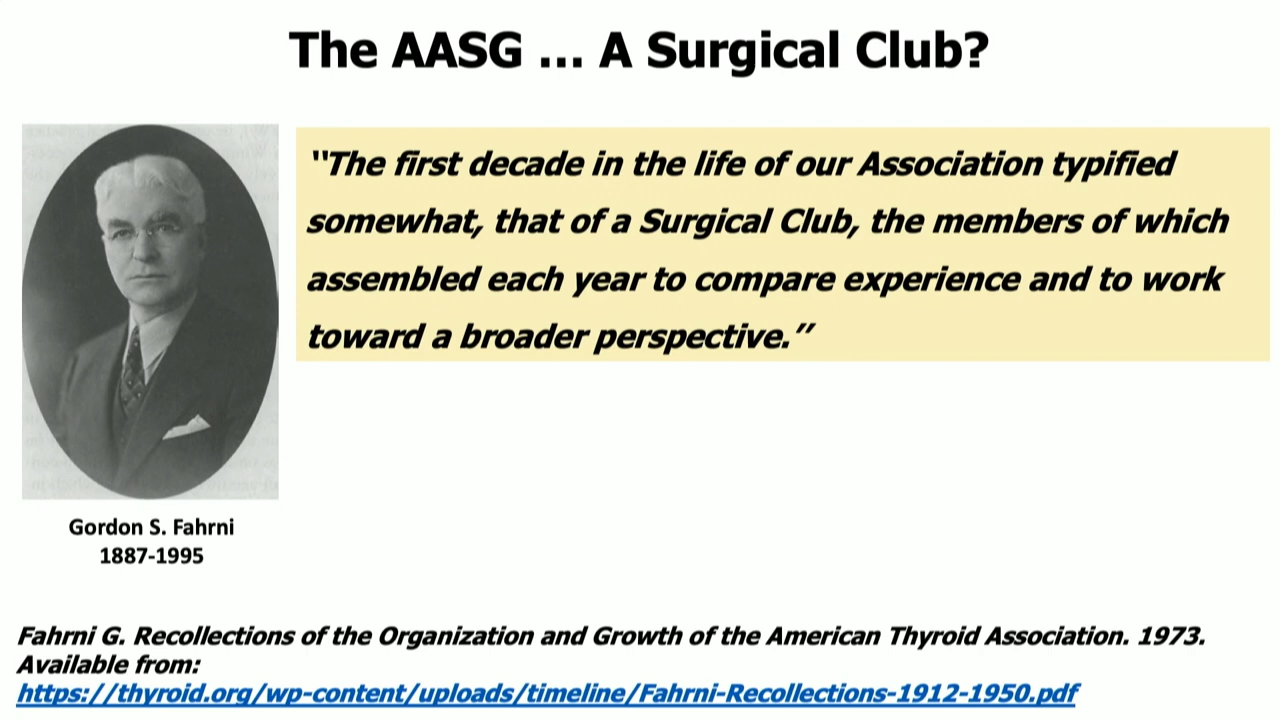 The AASG ... A Surgical Club?
"The first decade in the life of our Association typified
somewhat, that of a Surgical Club, the members of which
assembled each year to compare experience and to work
toward a broader perspective."
Gordon S. Fahrni
1887-1995
Fahrni G. Recollections of the Organization and Growth of the American Thyroid Association. 1973.
Available from:
https://thyroid.org/wp-content/uploads/timeline/Fahrni-Recollections-1912-1950.pdf